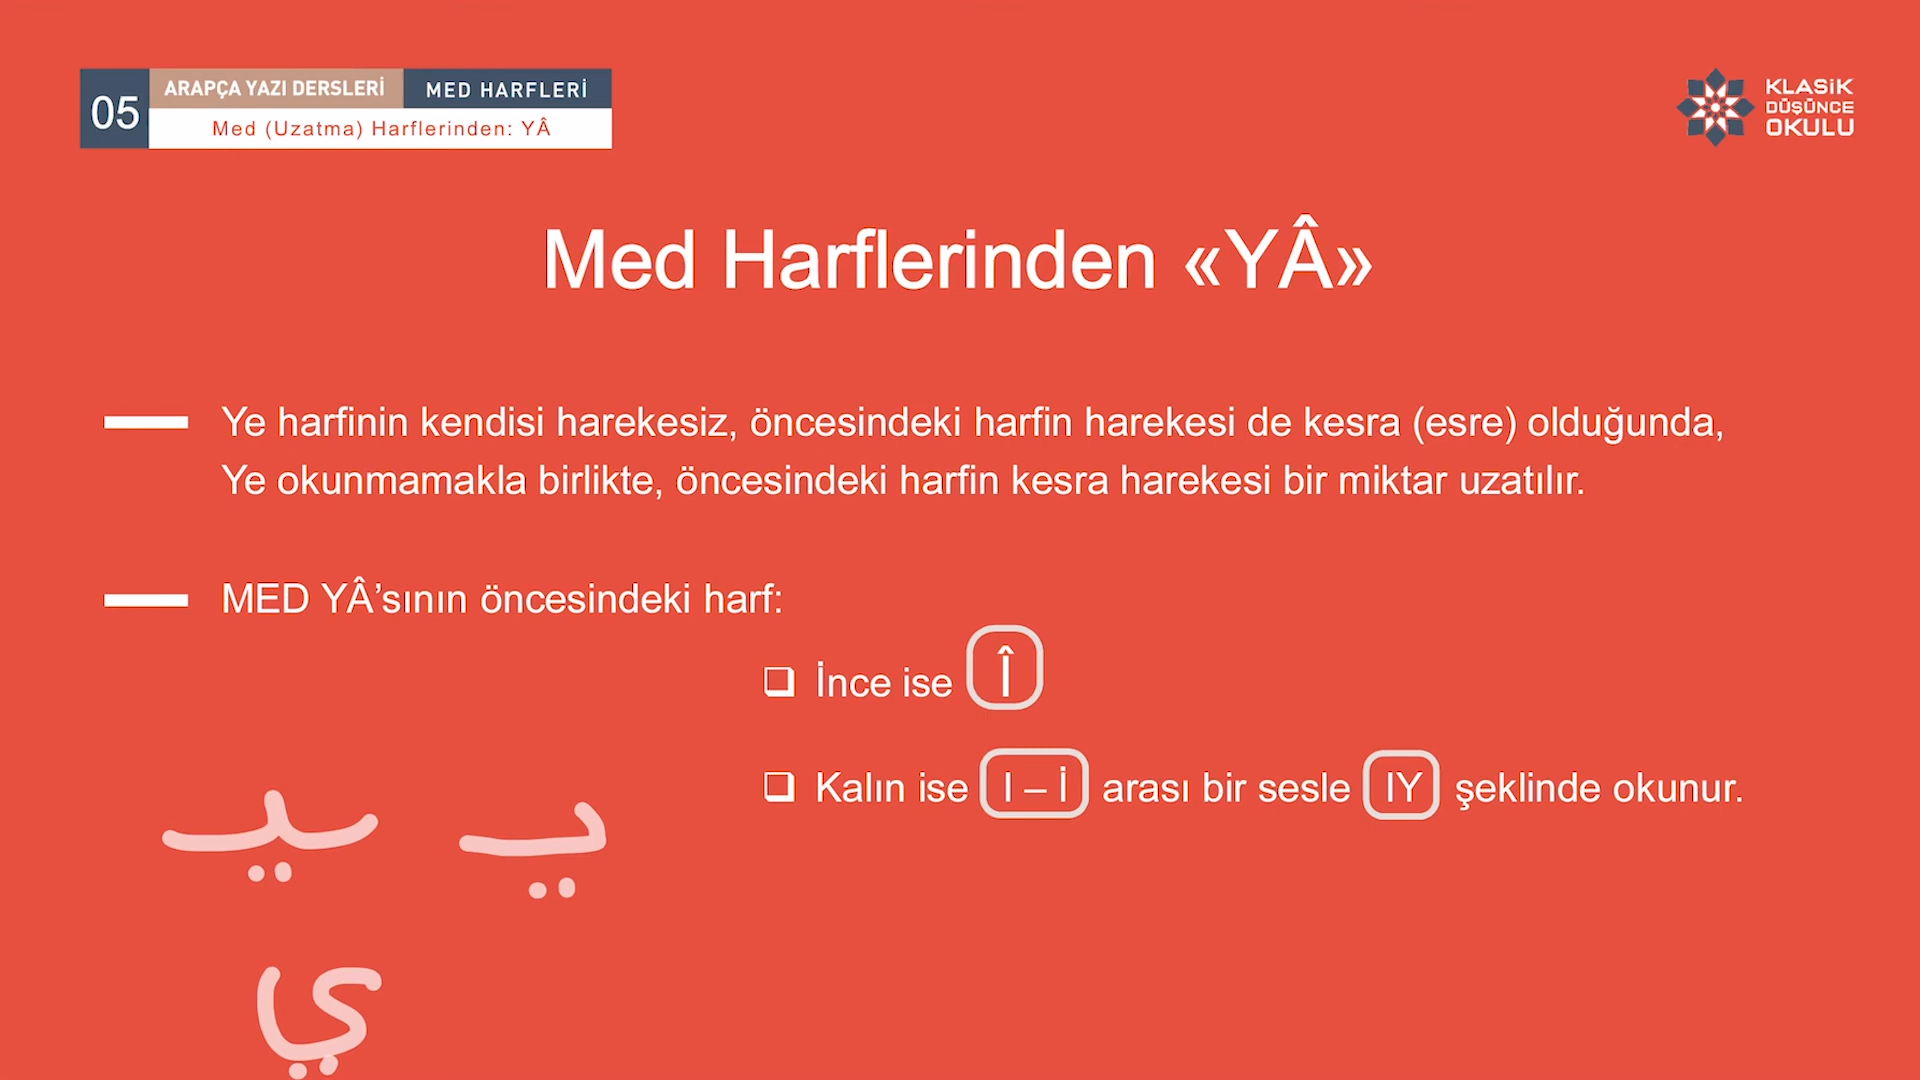 05
ARAPÇA YAZI DERSLERİ
MED HARFLERİ
Med (Uzatma) Harflerinden: YÂ
KLASiK
DÜŞÜNCE
OKULU
Med Harflerinden «YÂ»
Ye harfinin kendisi harekesiz, öncesindeki harfin harekesi de kesra (esre) olduğunda,
Ye okunmamakla birlikte, öncesindeki harfin kesra harekesi bir miktar uzatılır.
MED YÂ’sının öncesindeki harf:
❑ İnce ise Î
❑ Kalın ise I – İ arası bir sesle IY şeklinde okunur.
ـيـ يـ
ي